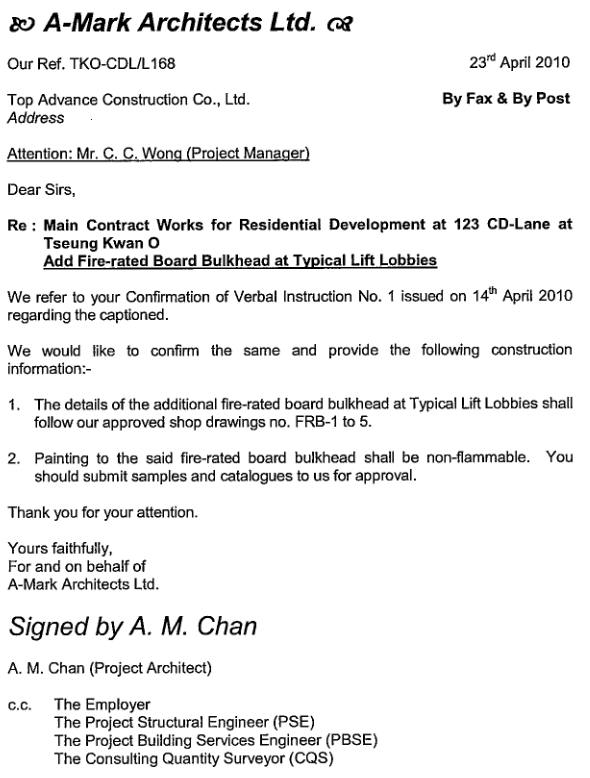 A-Mark Architects Ltd.
Our Ref. TKO-CDL/L168 23rd April 2010
Top Advance Construction Co., Ltd. By Fax & By Post
Address
Attention: Mr. C. C. Wong (Project Manager)
Dear Sirs,
Re : Main Contract Works for Residential Development at 123 CD-Lane at
Tseung Kwan O
Add Fire-rated Board Bulkhead at Typical Lift Lobbies
We refer to your Confirmation of Verbal Instruction No. 1 issued on 14th April 2010
regarding the captioned.
We would like to confirm the same and provide the following construction
information:-
1. The details of the additional fire-rated board bulkhead at Typical Lift Lobbies shall
follow our approved shop drawings no. FRB-1 to 5.
2. Painting to the said fire-rated board bulkhead shall be non-flammable. You
should submit samples and catalogues to us for approval.
Thank you for your attention.
Yours faithfully,
For and on behalf of
A-Mark Architects Ltd.
Signed by A. M. Chan
A. M. Chan (Project Architect)
c.c. The Employer
The Project Structural Engineer (PSE)
The Project Building Services Engineer (PBSE)
The Consulting Quantity Surveyor (CQS)